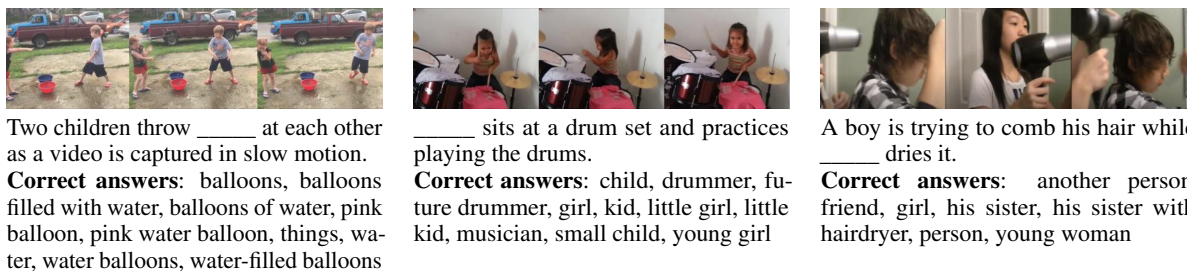 Two children throw _____ at each other
as a video is captured in slow motion.
Correct answers: balloons, balloons
filled with water, balloons of water, pink
balloon, pink water balloon, things, wa-
ter, water balloons, water-filled balloons
_____ sits at a drum set and practices
playing the drums.
Correct answers: child, drummer, fu-
ture drummer, girl, kid, little girl, little
kid, musician, small child, young girl
A boy is trying to comb his hair while
_____ dries it.
Correct answers: another person
friend, girl, his sister, his sister with
hairdryer, person, young woman